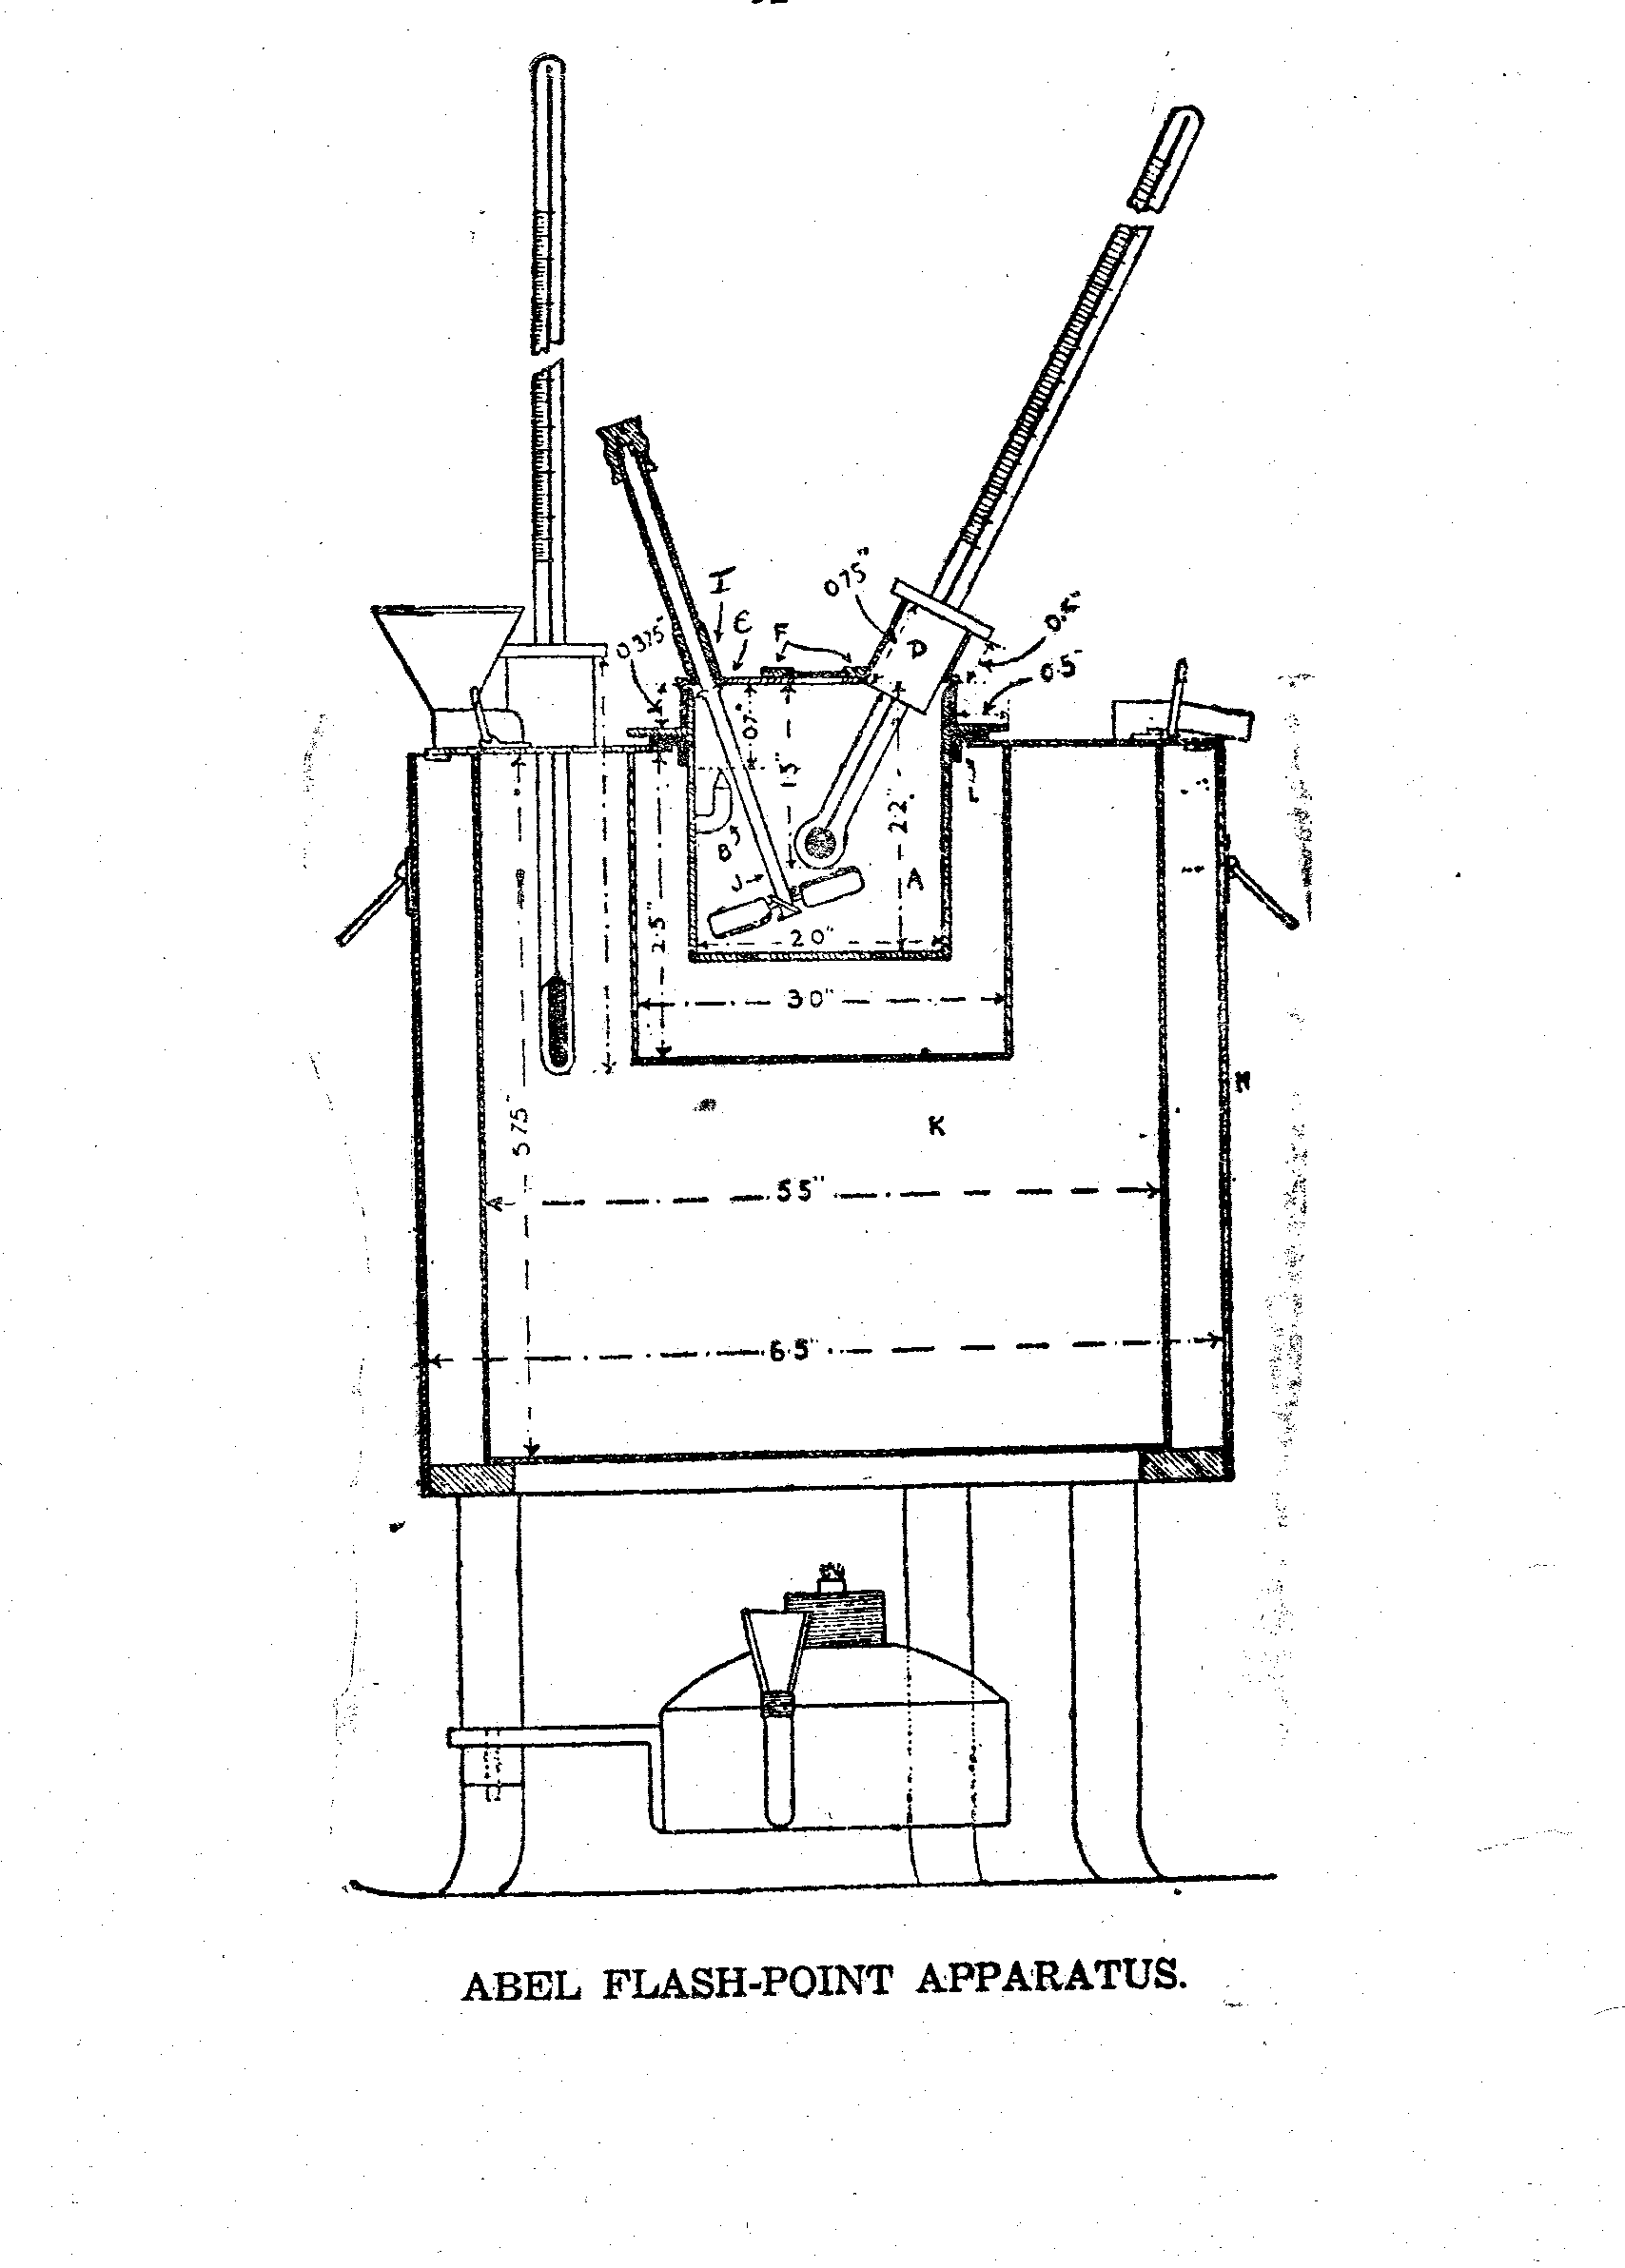 I
E
F
0.75"
D
0.5"
0.5"
0.375"
0.7"
1.5"
2.2"
B
J
A
2.5"
2.0"
3.0"
K
5.75"
5.5"
6.5"
ABEL FLASH-POINT APPARATUS.